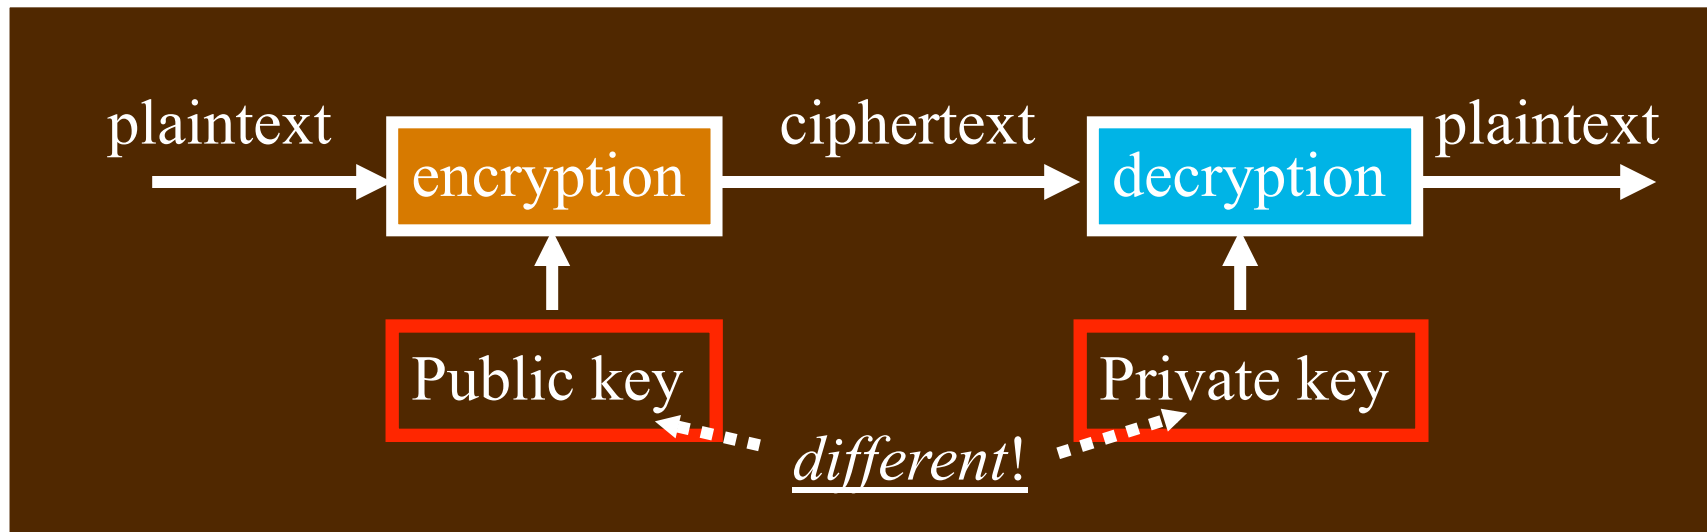 plaintext
encryption
ciphertext
decryption
plaintext
Public key
Private key
different!